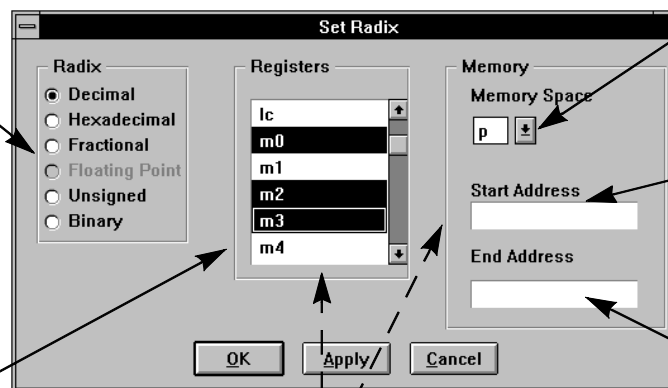 Set Radix
Radix
Decimal
Hexadecimal
Fractional
Floating Point
Unsigned
Binary
Registers
lc
m0
m1
m2
m3
m4
Memory
Memory Space
p
Start Address
End Address
OK
Apply
Cancel